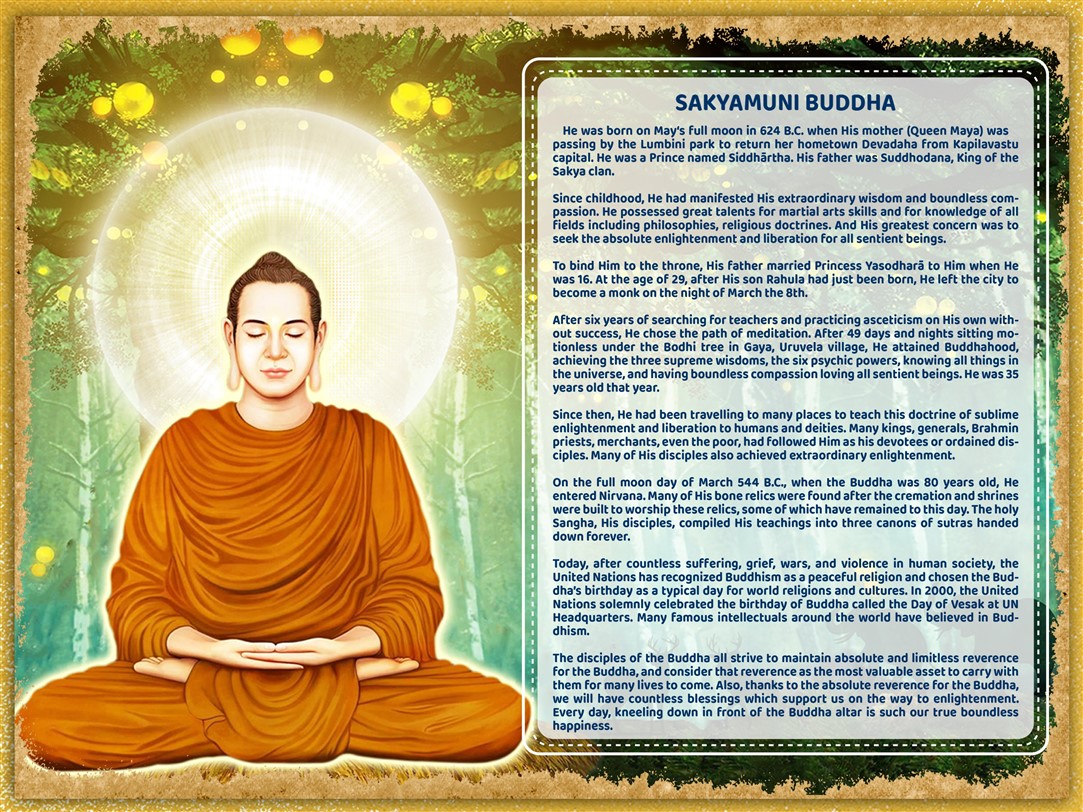 SAKYAMUNI BUDDHA
He was born on May's full moon in 624 B.C. when His mother (Queen Maya) was
passing by the Lumbini park to return her hometown Devadaha from Kapilavastu
capital. He was a Prince named Siddhārtha. His father was Suddhodana, King of the
Sakya clan.
Since childhood, He had manifested His extraordinary wisdom and boundless com-
passion. He possessed great talents for martial arts skills and for knowledge of all
fields including philosophies, religious doctrines. And His greatest concern was to
seek the absolute enlightenment and liberation for all sentient beings.
To bind Him to the throne, His father married Princess Yasodharā to Him when He
was 16. At the age of 29, after His son Rahula had just been born, He left the city to
become a monk on the night of March the 8th.
After six years of searching for teachers and practicing asceticism on His own with-
out success, He chose the path of meditation. After 49 days and nights sitting mo-
tionless under the Bodhi tree in Gaya, Uruvela village, He attained Buddhahood,
achieving the three supreme wisdoms, the six psychic powers, knowing all things in
the universe, and having boundless compassion loving all sentient beings. He was 35
years old that year.
Since then, He had been travelling to many places to teach this doctrine of sublime
enlightenment and liberation to humans and deities. Many kings, generals, Brahmin
priests, merchants, even the poor, had followed Him as his devotees or ordained dis-
ciples. Many of His disciples also achieved extraordinary enlightenment.
On the full moon day of March 544 B.C., when the Buddha was 80 years old, He
entered Nirvana. Many of His bone relics were found after the cremation and shrines
were built to worship these relics, some of which have remained to this day. The holy
Sangha, His disciples, compiled His teachings into three canons of sutras handed
down forever.
Today, after countless suffering, grief, wars, and violence in human society, the
United Nations has recognized Buddhism as a peaceful religion and chosen the Bud-
dha's birthday as a typical day for world religions and cultures. In 2000, the United
Nations solemnly celebrated the birthday of Buddha called the Day of Vesak at UN
Headquarters. Many famous intellectuals around the world have believed in Bud-
dhism.
The disciples of the Buddha all strive to maintain absolute and limitless reverence
for the Buddha, and consider that reverence as the most valuable asset to carry with
them for many lives to come. Also, thanks to the absolute reverence for the Buddha,
we will have countless blessings which support us on the way to enlightenment.
Every day, kneeling down in front of the Buddha altar is such our true boundless
happiness.